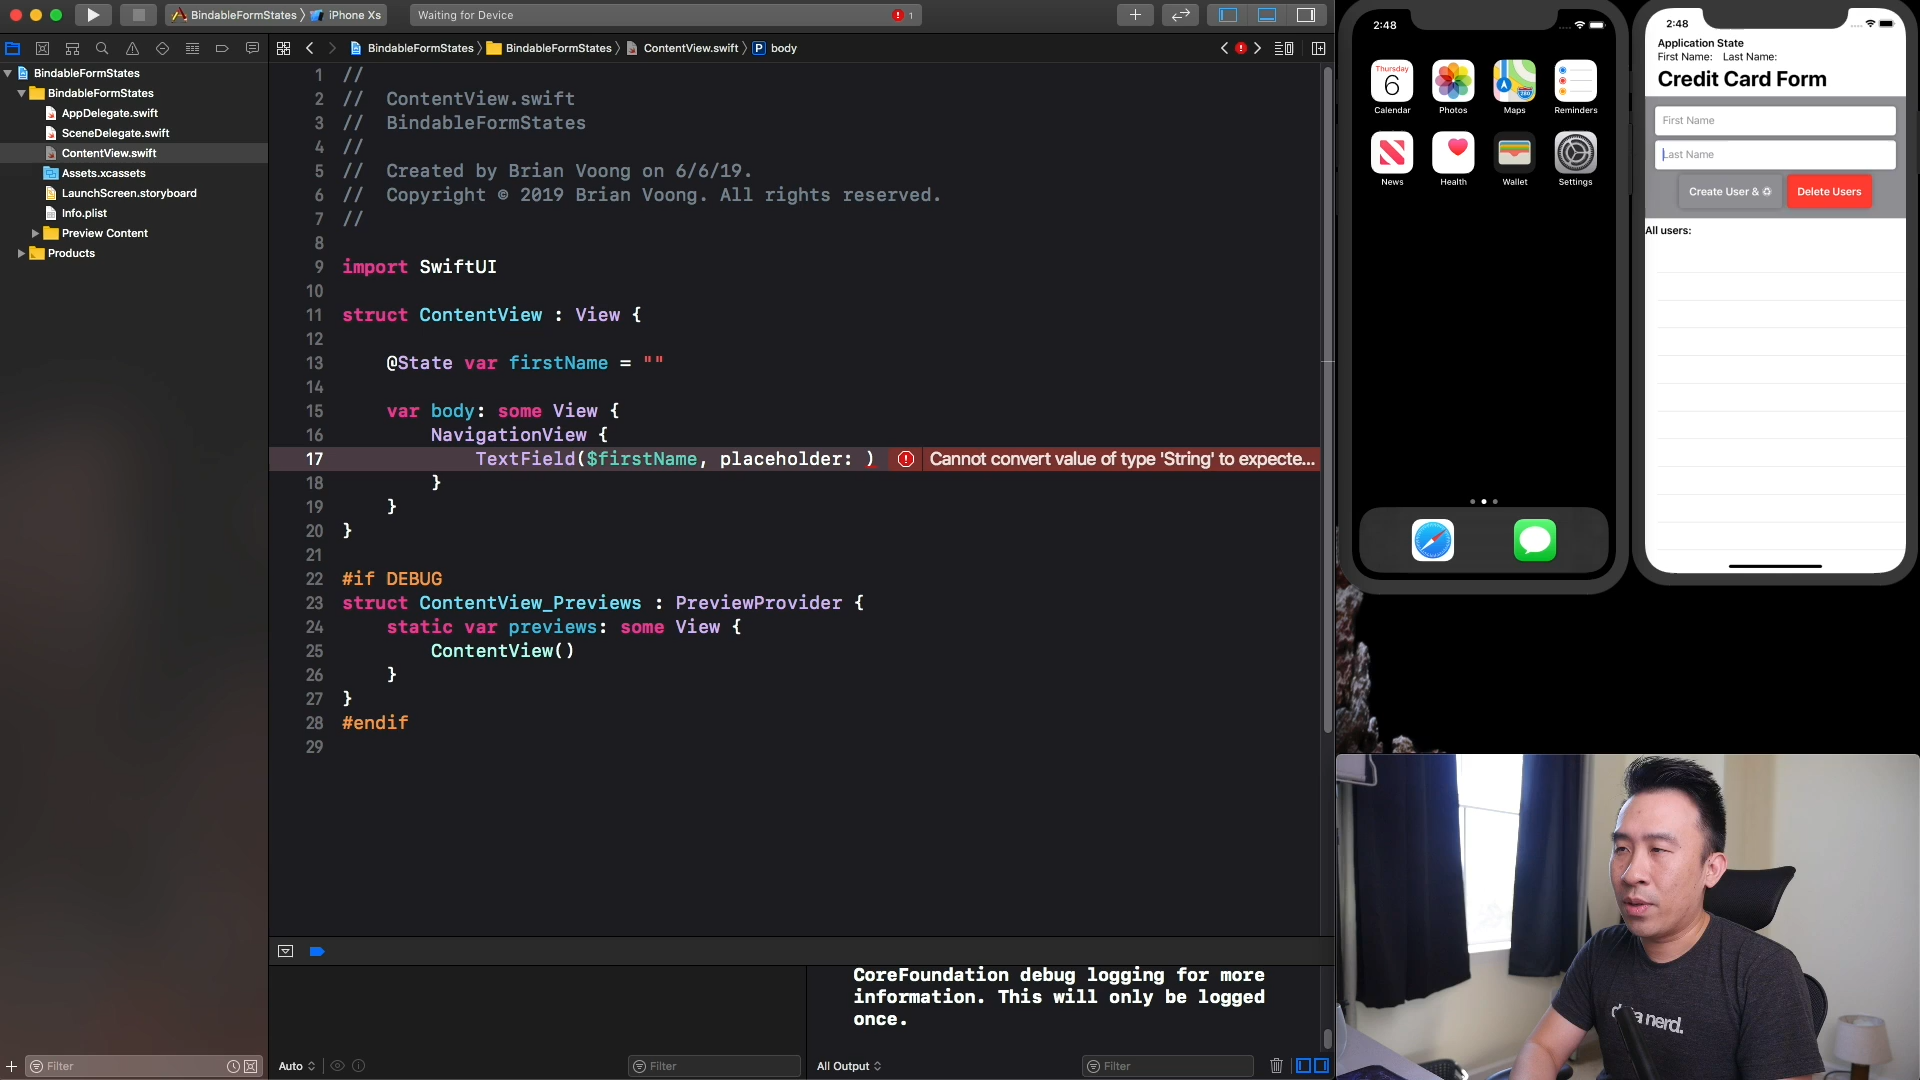 BindableFormStates
iPhone Xs
Waiting for Device
1
BindableFormStates
BindableFormStates
ContentView.swift
P
body
BindableFormStates
BindableFormStates
AppDelegate.swift
SceneDelegate.swift
ContentView.swift
Assets.xcassets
LaunchScreen.storyboard
Info.plist
Preview Content
Products
1 //
2 //  ContentView.swift
3 //  BindableFormStates
4 //
5 //  Created by Brian Voong on 6/6/19.
6 //  Copyright © 2019 Brian Voong. All rights reserved.
7 //
8
9 import SwiftUI
10
11 struct ContentView : View {
12
13     @State var firstName = ""
14
15     var body: some View {
16         NavigationView {
17             TextField($firstName, placeholder: )
Cannot convert value of type 'String' to expecte...
18         }
19     }
20 }
21
22 #if DEBUG
23 struct ContentView_Previews : PreviewProvider {
24     static var previews: some View {
25         ContentView()
26     }
27 }
28 #endif
29
CoreFoundation debug logging for more
information. This will only be logged
once.
Filter
Auto
Filter
All Output
Filter
2:48
Thursday
6
Calendar
Photos
Maps
Reminders
News
Health
Wallet
Settings
2:48
Application State
First Name: Last Name:
Credit Card Form
First Name
Last Name
Create User & ♲
Delete Users
All users:
nerd.